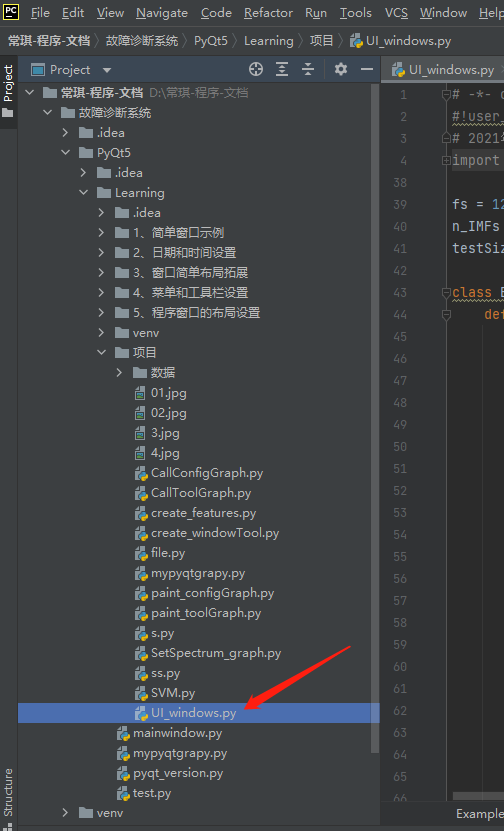 PC File Edit View Navigate Code Refactor Run Tools VCS Window Help
常琪-程序-文档 故障诊断系统 PyQt5 Learning 项目 UI_windows.py
Project
Project
UI_windows.py
常琪-程序-文档 D:\常琪-程序-文档
故障诊断系统
.idea
PyQt5
.idea
Learning
.idea
1、简单窗口示例
2、日期和时间设置
3、窗口简单布局拓展
4、菜单和工具栏设置
5、程序窗口的布局设置
venv
项目
数据
01.jpg
02.jpg
3.jpg
4.jpg
CallConfigGraph.py
CallToolGraph.py
create_features.py
create_windowTool.py
file.py
mypyqtgrapy.py
paint_configGraph.py
paint_toolGraph.py
s.py
SetSpectrum_graph.py
ss.py
SVM.py
UI_windows.py
mainwindow.py
mypyqtgrapy.py
pyqt_version.py
test.py
venv
Structure
1 # -*-
2 #!user_
3 # 2021
4 import
38
39 fs = 12
40 n_IMFs
41 testSiz
42
43 class
44 de
45
46
47
48
49
50
51
52
53
54
55
56
57
58
59
60
61
62
63
64
65
66
Example